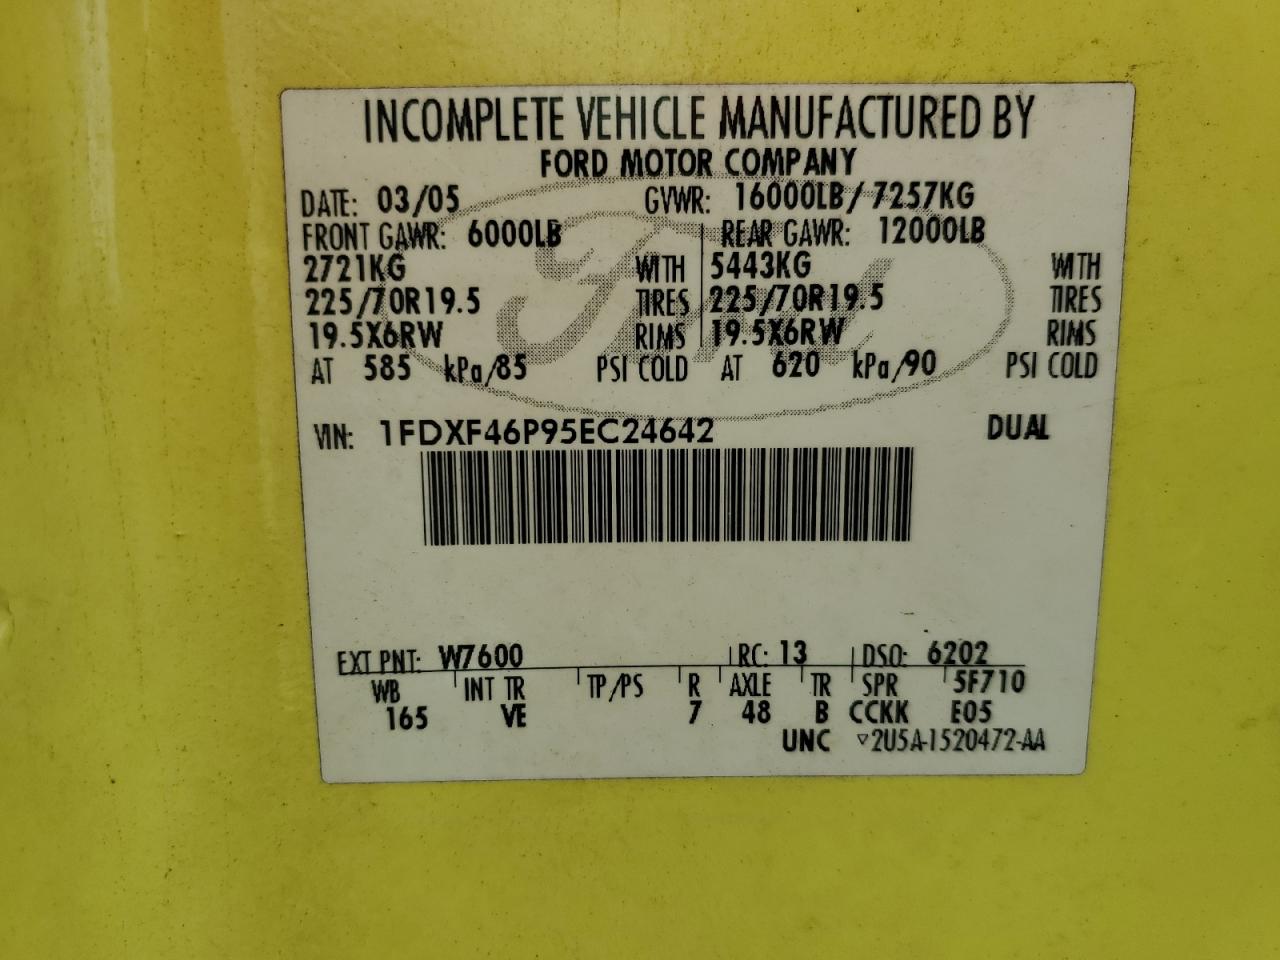 INCOMPLETE VEHICLE MANUFACTURED BY
FORD MOTOR COMPANY
DATE: 03/05 GVWR: 16000LB/7257KG
FRONT GAWR: 6000LB REAR GAWR: 12000LB
2721KG WITH 5443KG WITH
225/70R19.5 TIRES 225/70R19.5 TIRES
19.5X6RW RIMS 19.5X6RW RIMS
AT 585 kPa/85 PSI COLD AT 620 kPa/90 PSI COLD
VIN: 1FDXF46P95EC24642 DUAL
EXT PNT: W7600 RC: 13 DSO: 6202
WB INT TR TP/PS R AXLE TR SPR 5F710
165 VE 7 48 B CCKK E05
UNC ▿2U5A-1520472-AA
Ford